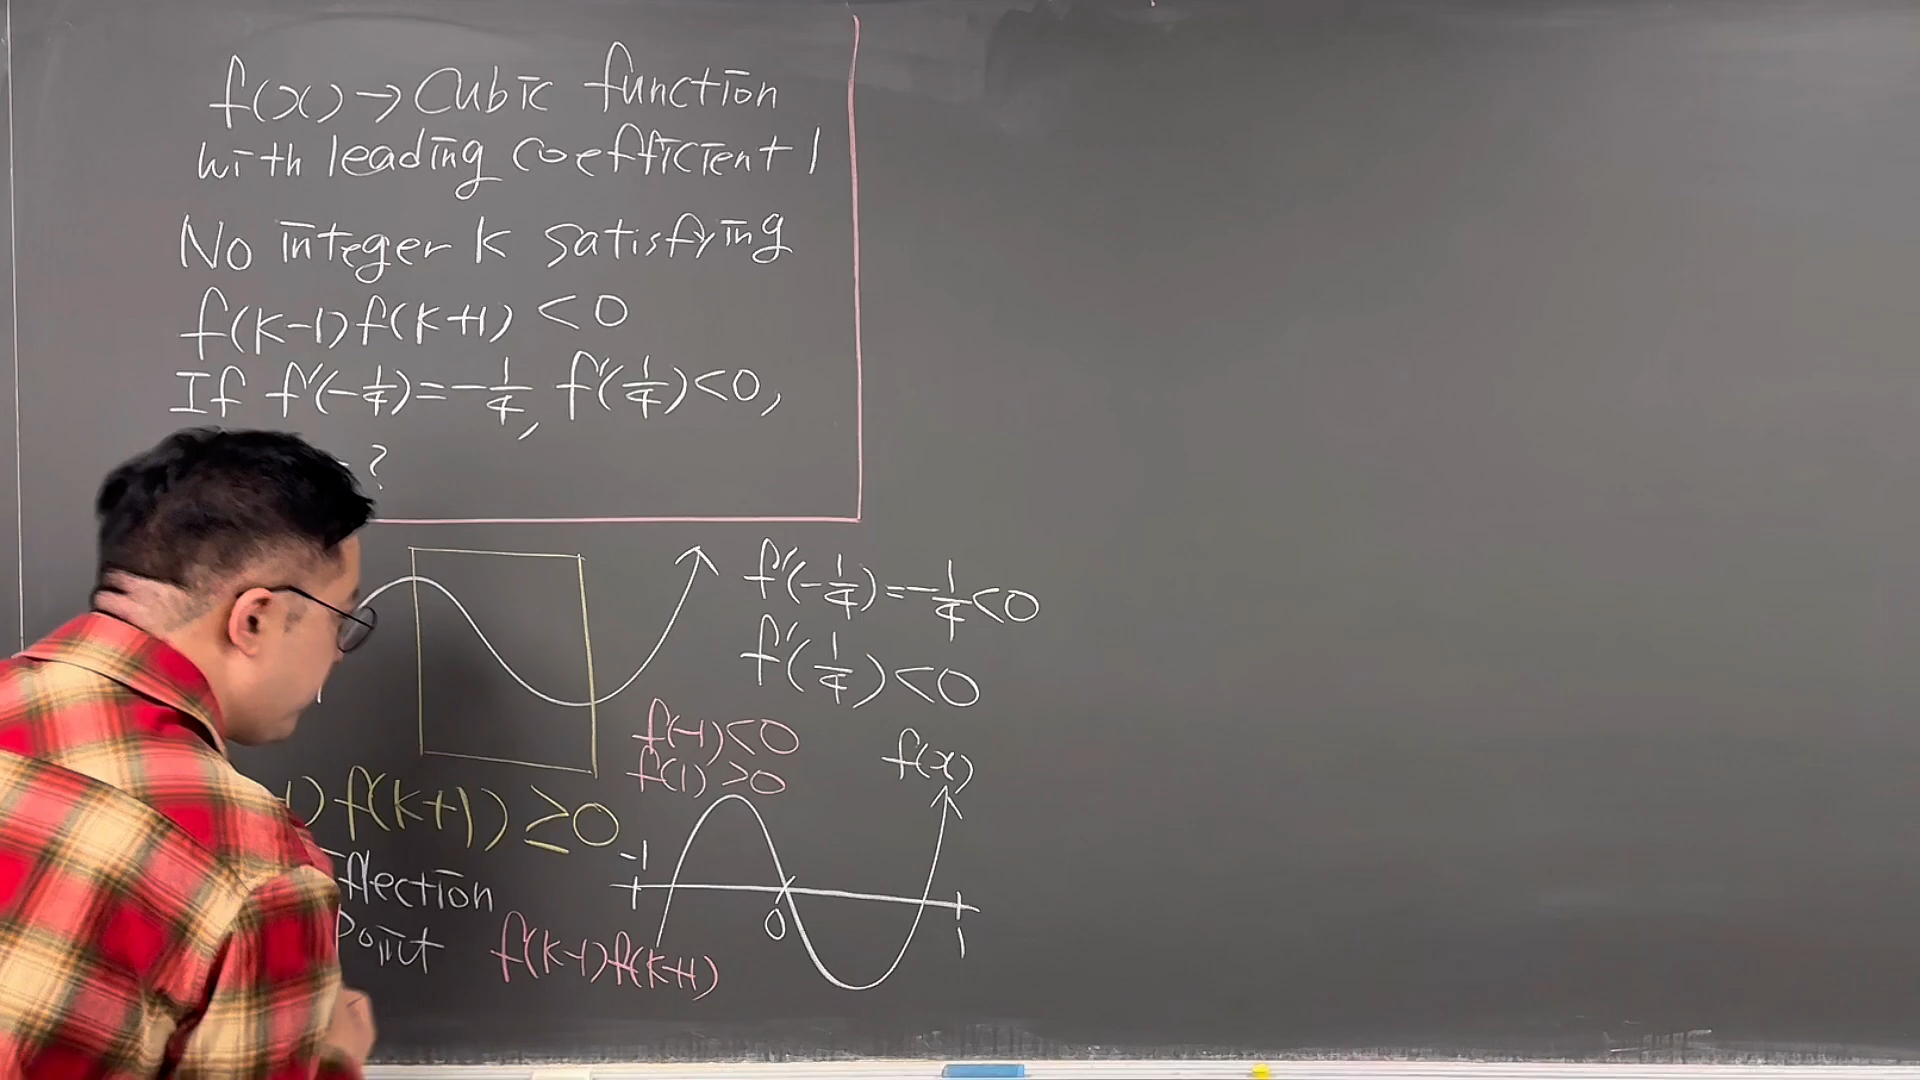 f(x) → Cubic function
with leading coefficient 1
No integer k satisfying
f(k-1)f(k+1) < 0
If f'(-1/4) = -1/4, f'(1/4) < 0,
?
f'(-1/4) = -1/4 < 0
f'(1/4) < 0
f(-1) < 0
f(1) > 0
f(x)
1) f(k+1) ≥ 0
-1
0
1
flection
Point
f(k-1)f(k+1)